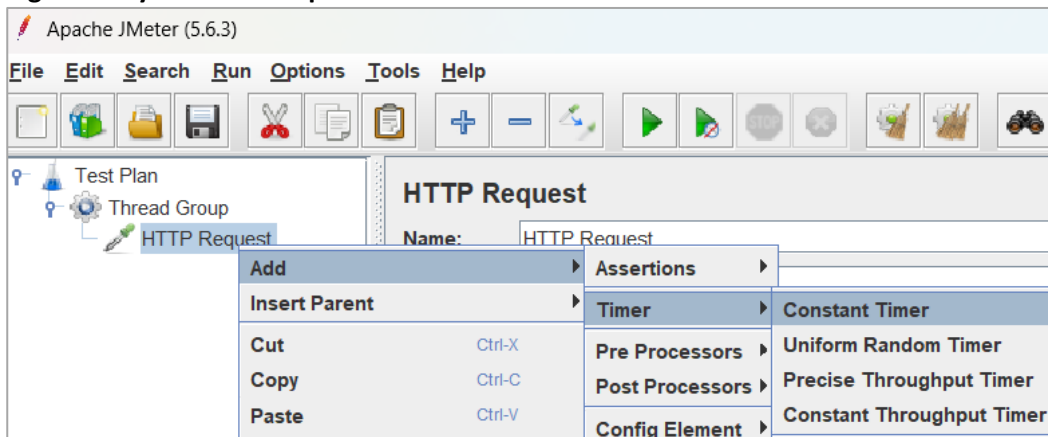 Apache JMeter (5.6.3)
File Edit Search Run Options Tools Help
STOP
Test Plan
Thread Group
HTTP Request
HTTP Request
Name: HTTP Request
Add
Insert Parent
Cut Ctrl-X
Copy Ctrl-C
Paste Ctrl-V
Assertions
Timer
Pre Processors
Post Processors
Config Element
Constant Timer
Uniform Random Timer
Precise Throughput Timer
Constant Throughput Timer